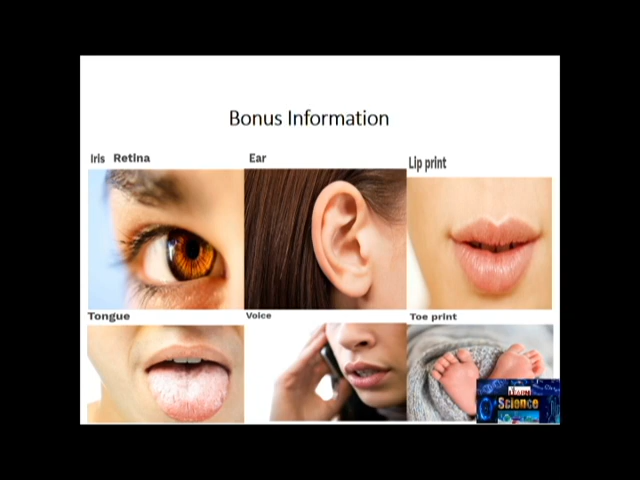 Bonus Information
Iris Retina
Ear
Lip print
Tongue
Voice
Toe print
Science